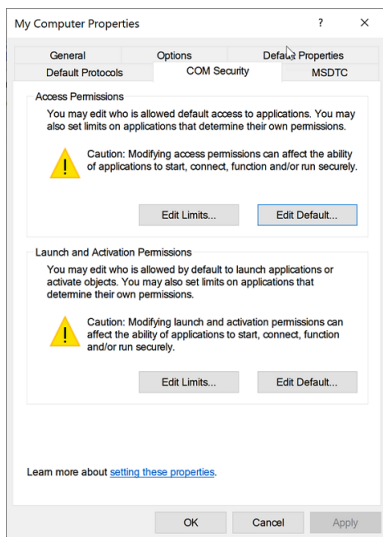 My Computer Properties
?
×
General
Options
Default Properties
Default Protocols
COM Security
MSDTC
Access Permissions
You may edit who is allowed default access to applications. You may
also set limits on applications that determine their own permissions.
Caution: Modifying access permissions can affect the ability
of applications to start, connect, function and/or run securely.
Edit Limits...
Edit Default...
Launch and Activation Permissions
You may edit who is allowed by default to launch applications or
activate objects. You may also set limits on applications that
determine their own permissions.
Caution: Modifying launch and activation permissions can
affect the ability of applications to start, connect, function
and/or run securely.
Edit Limits...
Edit Default...
Learn more about setting these properties.
OK
Cancel
Apply